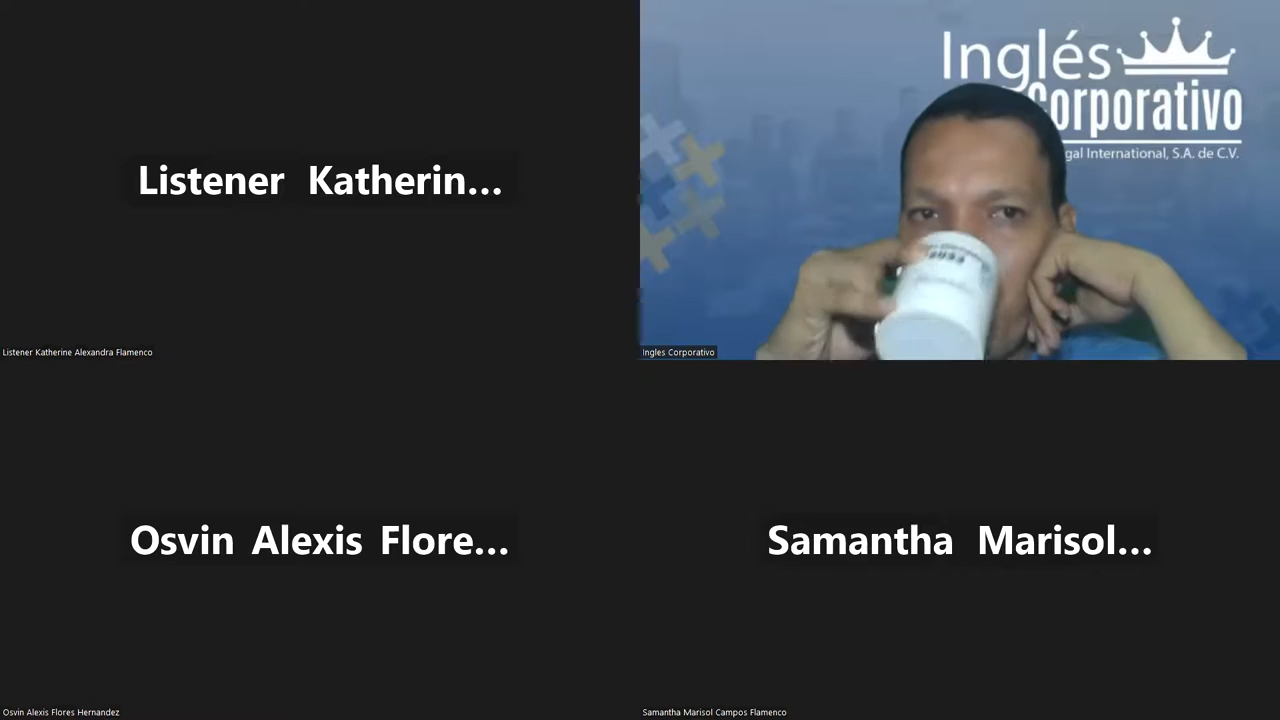 Listener Katherin...
Listener Katherine Alexandra Flamenco
Inglés
Corporativo
gal International, S.A. de C.V.
Ingles Corporativo
Osvin Alexis Flore...
Osvin Alexis Flores Hernandez
Samantha Marisol...
Samantha Marisol Campos Flamenco